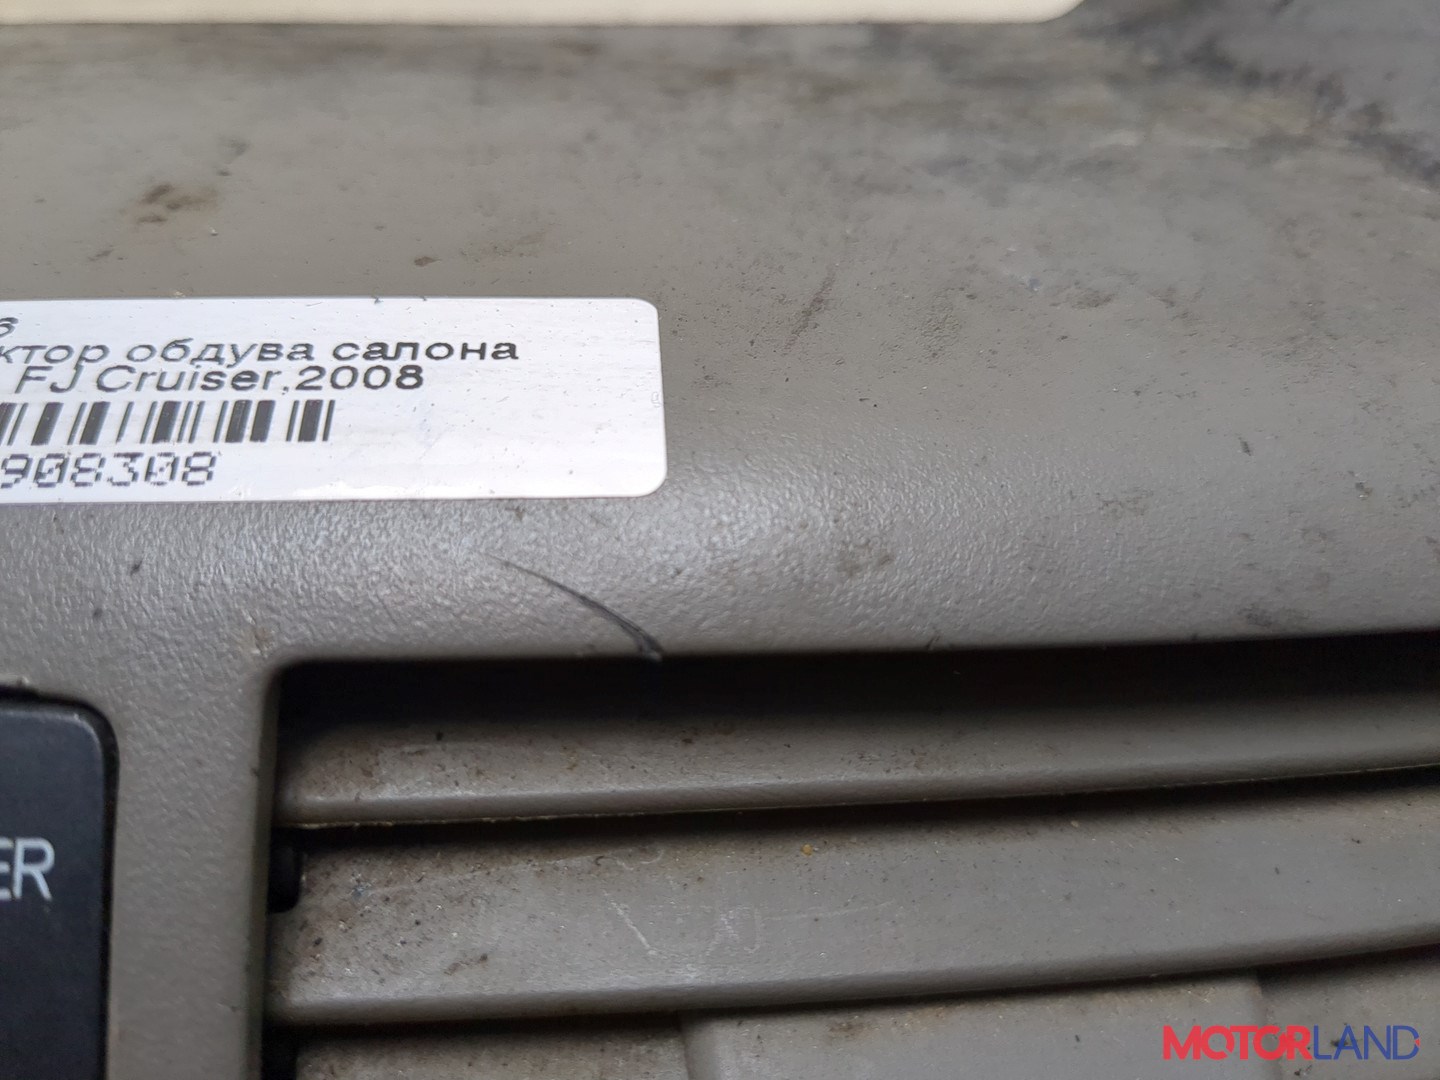 ктор обдува салона
FJ Cruiser,2008
908308
ER
MOTORLAND